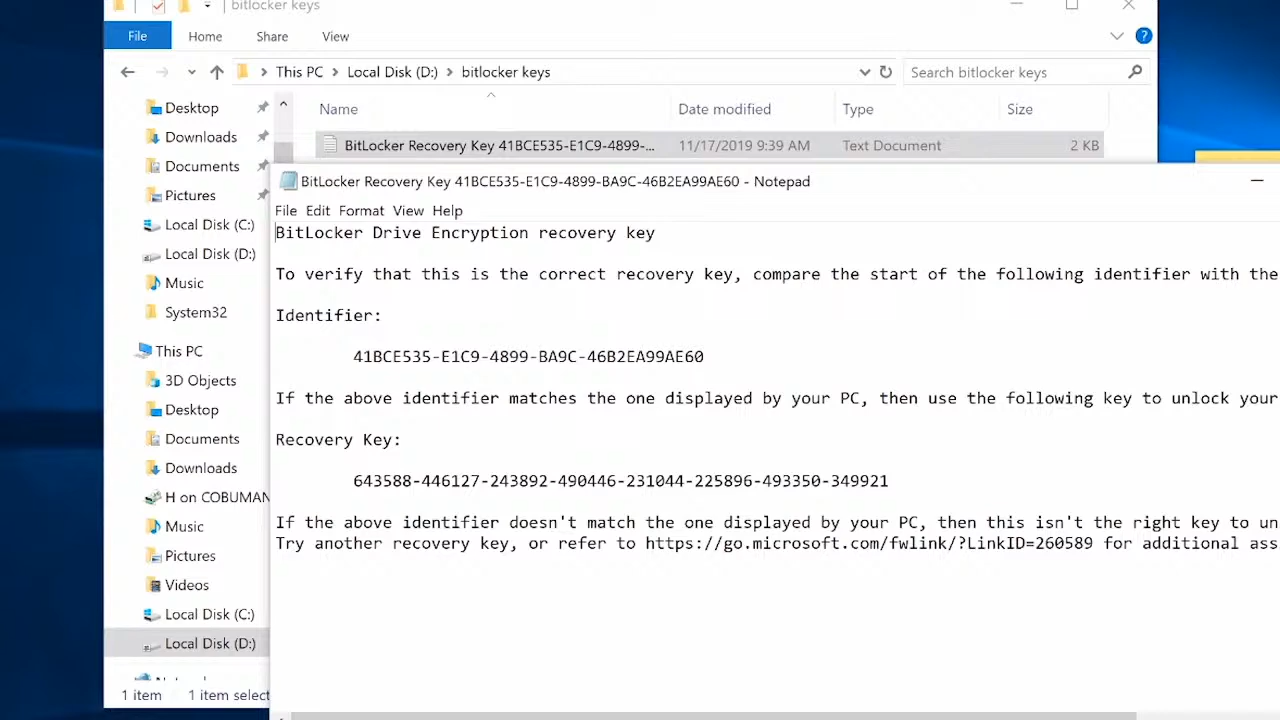 bitlocker keys
File Home Share View
This PC Local Disk (D:) bitlocker keys Search bitlocker keys
Name Date modified Type Size
BitLocker Recovery Key 41BCE535-E1C9-4899-... 11/17/2019 9:39 AM Text Document 2 KB
Desktop
Downloads
Documents
Pictures
Local Disk (C:)
Local Disk (D:)
Music
System32
This PC
3D Objects
Desktop
Documents
Downloads
H on COBUMAN
Music
Pictures
Videos
Local Disk (C:)
Local Disk (D:)
1 item 1 item select
BitLocker Recovery Key 41BCE535-E1C9-4899-BA9C-46B2EA99AE60 - Notepad
File Edit Format View Help
BitLocker Drive Encryption recovery key
To verify that this is the correct recovery key, compare the start of the following identifier with the
Identifier:
41BCE535-E1C9-4899-BA9C-46B2EA99AE60
If the above identifier matches the one displayed by your PC, then use the following key to unlock your
Recovery Key:
643588-446127-243892-490446-231044-225896-493350-349921
If the above identifier doesn't match the one displayed by your PC, then this isn't the right key to un
Try another recovery key, or refer to https://go.microsoft.com/fwlink/?LinkID=260589 for additional ass